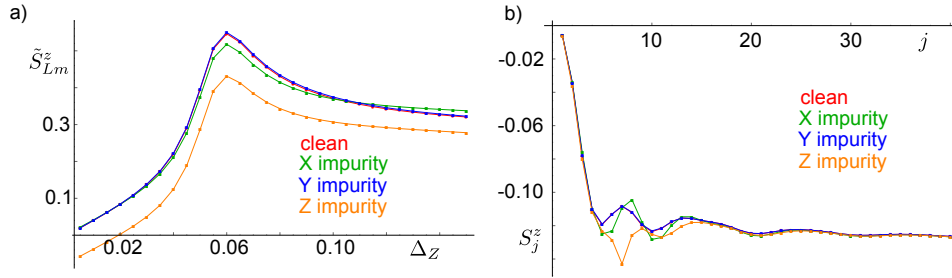 a)
S̃ᶻ_Lm
0.3
0.1
clean
X impurity
Y impurity
Z impurity
0.02 0.06 0.10 Δ_Z
b)
10 20 30 j
-0.02
-0.06
-0.10
clean
X impurity
Y impurity
Z impurity
Sᶻ_j